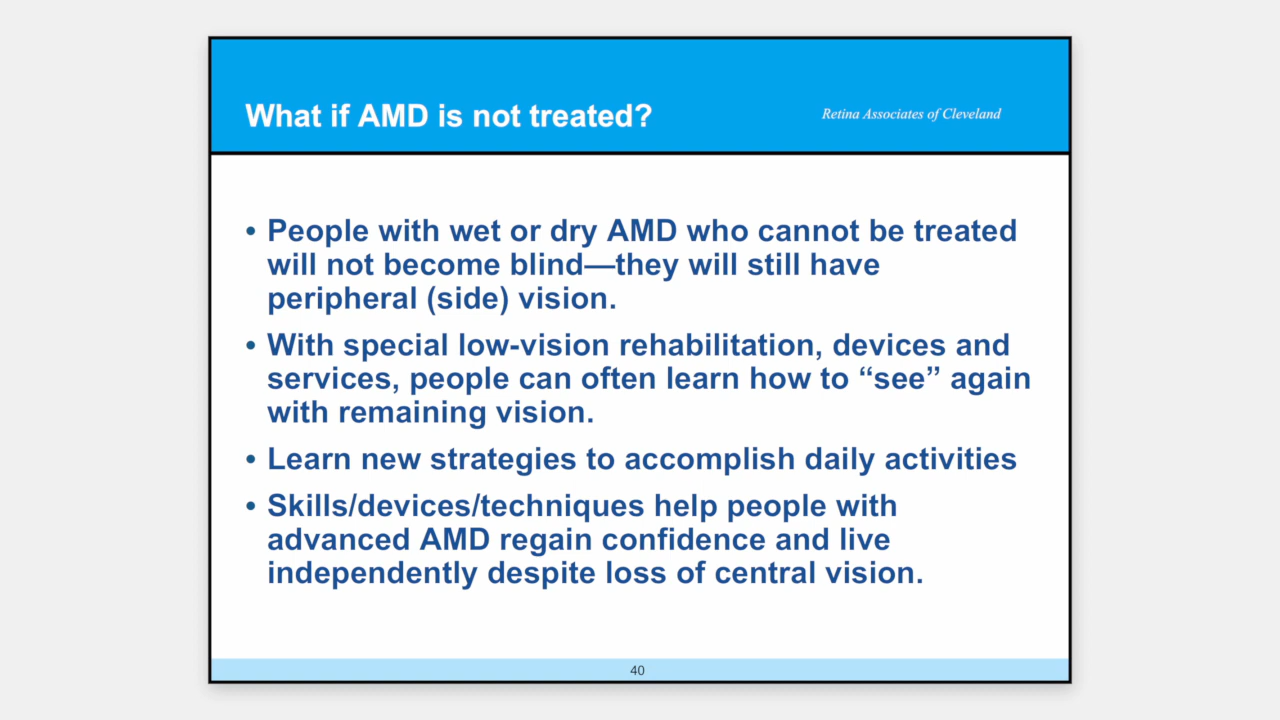 What if AMD is not treated?
Retina Associates of Cleveland
• People with wet or dry AMD who cannot be treated
will not become blind—they will still have
peripheral (side) vision.
• With special low-vision rehabilitation, devices and
services, people can often learn how to “see” again
with remaining vision.
• Learn new strategies to accomplish daily activities
• Skills/devices/techniques help people with
advanced AMD regain confidence and live
independently despite loss of central vision.
40